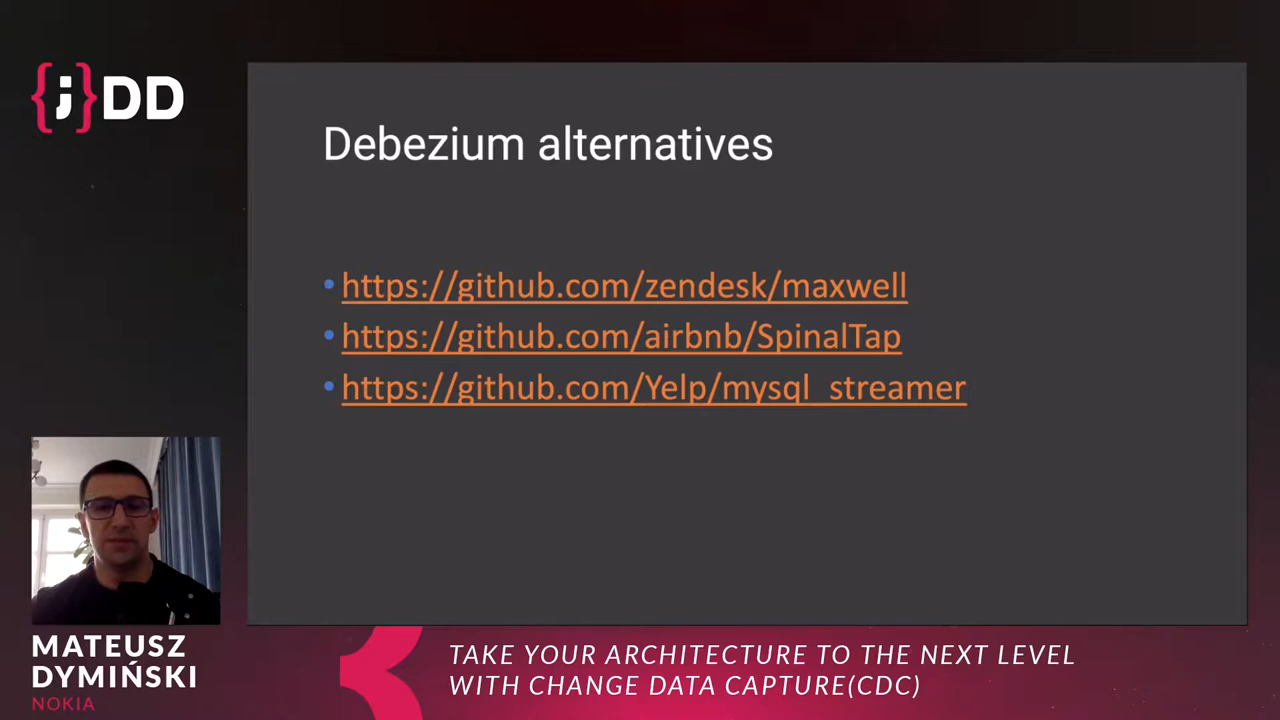 {;}DD
Debezium alternatives
• https://github.com/zendesk/maxwell
• https://github.com/airbnb/SpinalTap
• https://github.com/Yelp/mysql_streamer
MATEUSZ
DYMIŃSKI
NOKIA
TAKE YOUR ARCHITECTURE TO THE NEXT LEVEL
WITH CHANGE DATA CAPTURE(CDC)